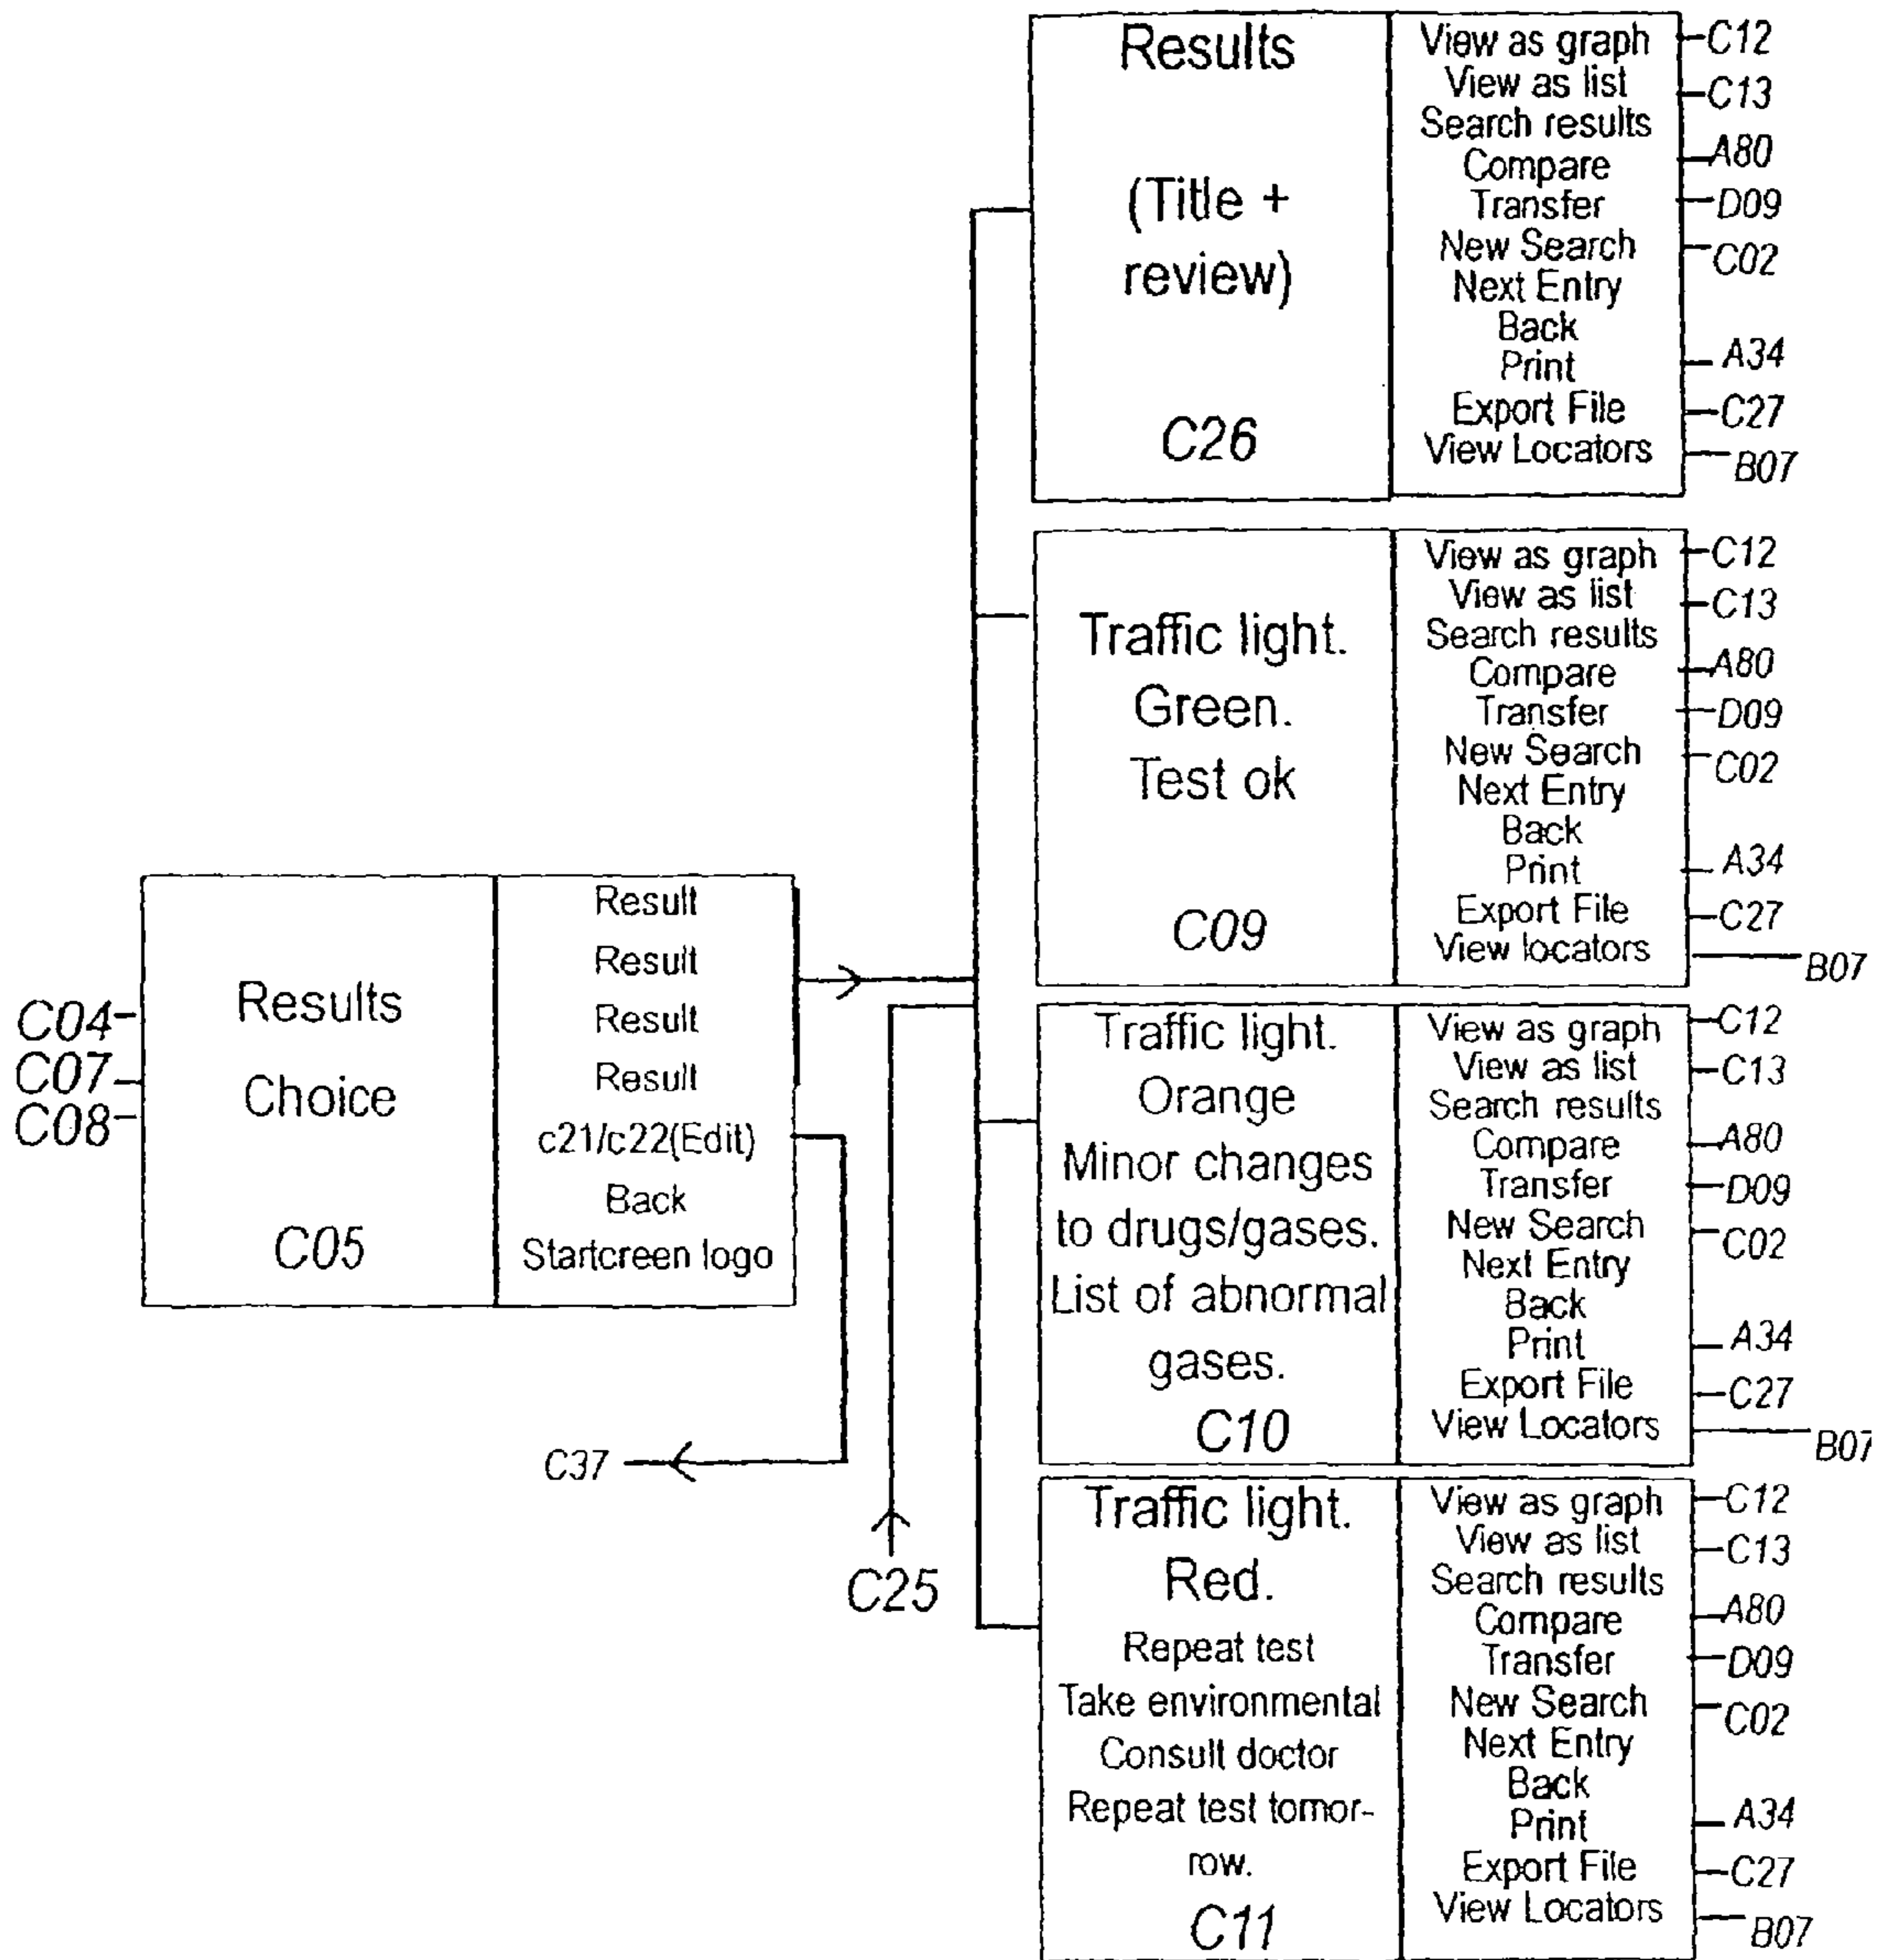 Results
(Title +
review)
C26
View as graph
View as list
Search results
Compare
Transfer
New Search
Next Entry
Back
Print
Export File
View Locators
C12
C13
A80
D09
C02
A34
C27
B07
Traffic light.
Green.
Test ok
C09
View as graph
View as list
Search results
Compare
Transfer
New Search
Next Entry
Back
Print
Export File
View locators
C12
C13
A80
D09
C02
A34
C27
B07
C04
C07
C08
Results
Choice
C05
Result
Result
Result
Result
c21/c22(Edit)
Back
Startcreen logo
C37
C25
Traffic light.
Orange
Minor changes
to drugs/gases.
List of abnormal
gases.
C10
View as graph
View as list
Search results
Compare
Transfer
New Search
Next Entry
Back
Print
Export File
View Locators
C12
C13
A80
D09
C02
A34
C27
B07
Traffic light.
Red.
Repeat test
Take environmental
Consult doctor
Repeat test tomor-
row.
C11
View as graph
View as list
Search results
Compare
Transfer
New Search
Next Entry
Back
Print
Export File
View Locators
C12
C13
A80
D09
C02
A34
C27
B07